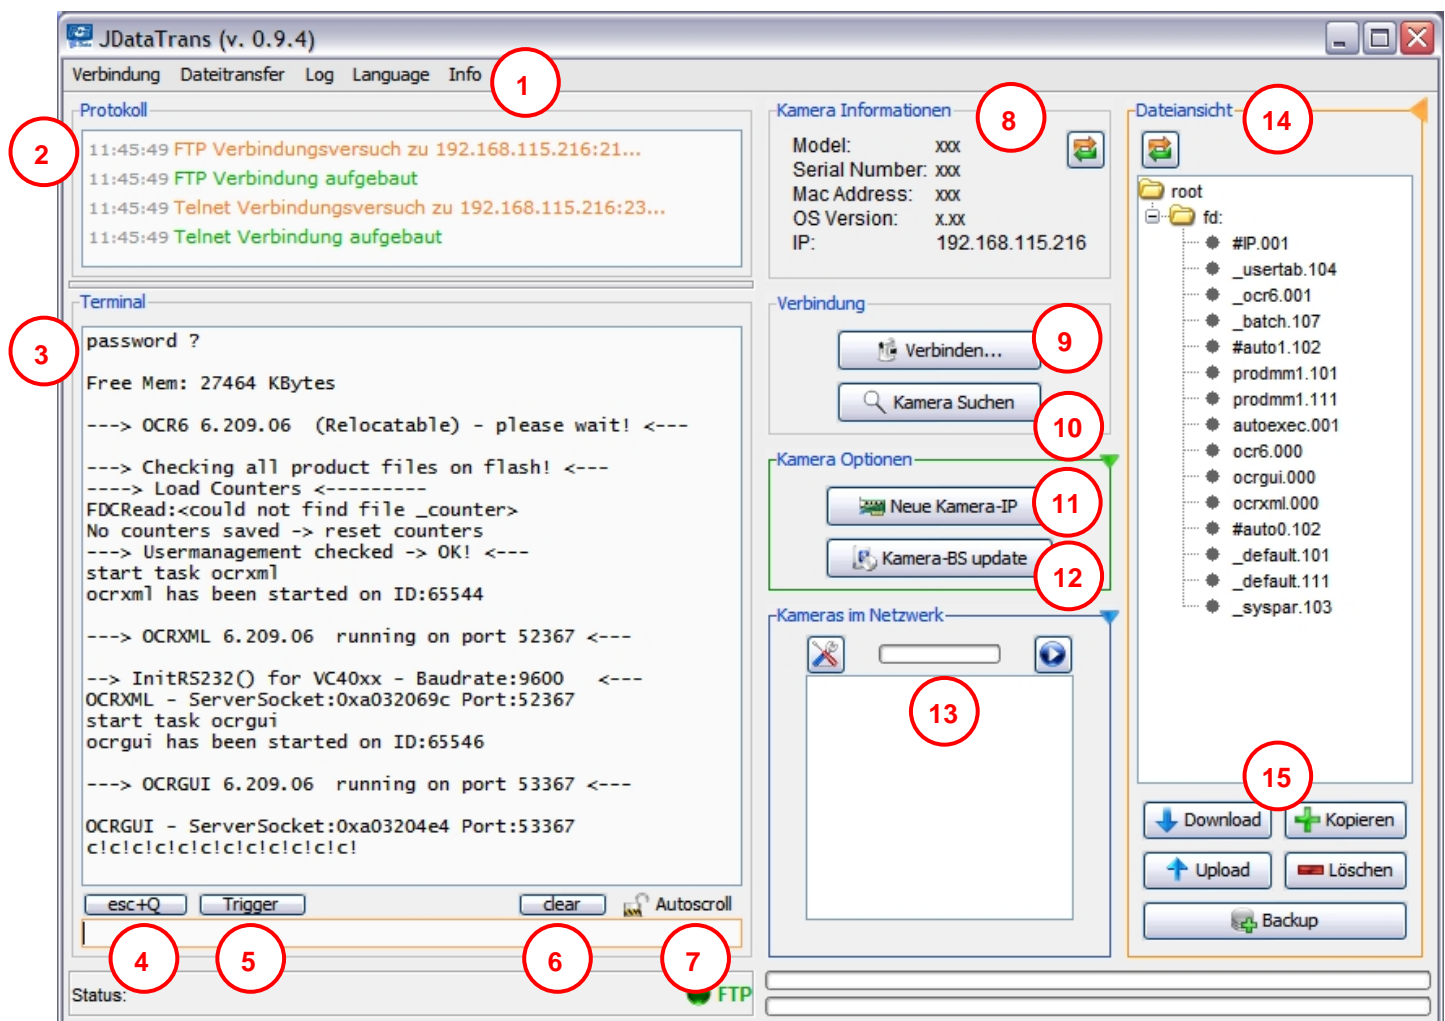 JDataTrans (v. 0.9.4)
Verbindung Dateitransfer Log Language Info
1
Protokoll
2
11:45:49 FTP Verbindungsversuch zu 192.168.115.216:21...
11:45:49 FTP Verbindung aufgebaut
11:45:49 Telnet Verbindungsversuch zu 192.168.115.216:23...
11:45:49 Telnet Verbindung aufgebaut
Terminal
3
password ?
Free Mem: 27464 KBytes
---> OCR6 6.209.06 (Relocatable) - please wait! <---
---> Checking all product files on flash! <---
----> Load Counters <---------
FDCRead:<could not find file _counter>
No counters saved -> reset counters
---> Usermanagement checked -> OK! <---
start task ocrxml
ocrxml has been started on ID:65544
---> OCRXML 6.209.06 running on port 52367 <---
--> InitRS232() for VC40xx - Baudrate:9600 <---
OCRXML - ServerSocket:0xa032069c Port:52367
start task ocrgui
ocrgui has been started on ID:65546
---> OCRGUI 6.209.06 running on port 53367 <---
OCRGUI - ServerSocket:0xa03204e4 Port:53367
c!c!c!c!c!c!c!c!c!c!c!c!
esc+Q Trigger clear Autoscroll
4 5 6 7
Status: FTP
Kamera Informationen
8
Model: xxx
Serial Number: xxx
Mac Address: xxx
OS Version: x.xx
IP: 192.168.115.216
Verbindung
Verbinden...
9
Kamera Suchen
10
Kamera Optionen
Neue Kamera-IP
11
Kamera-BS update
12
Kameras im Netzwerk
13
Dateiansicht
14
root
fd:
#IP.001
_usertab.104
_ocr6.001
_batch.107
#auto1.102
prodmm1.101
prodmm1.111
autoexec.001
ocr6.000
ocrgui.000
ocrxml.000
#auto0.102
_default.101
_default.111
_syspar.103
15
Download Kopieren
Upload Löschen
Backup